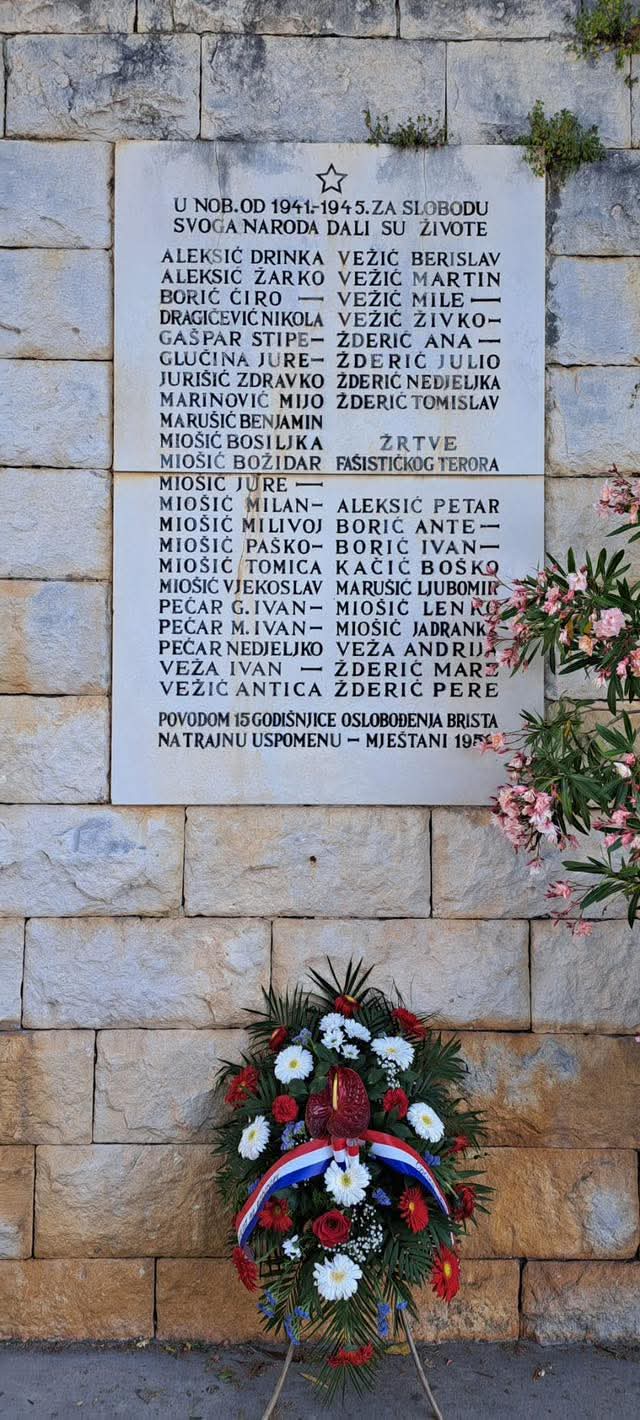 U NOB. OD 1941.-1945. ZA SLOBODU
SVOGA NARODA DALI SU ŽIVOTE
ALEKSIĆ DRINKA
ALEKSIĆ ŽARKO
BORIĆ ĆIRO —
DRAGIČEVIĆ NIKOLA
GAŠPAR STIPE –
GLUČINA JURE –
JURIŠIĆ ZDRAVKO
MARINOVIĆ MIJO
MARUŠIĆ BENJAMIN
MIOŠIĆ BOSILJKA
MIOŠIĆ BOŽIDAR
MIOŠIĆ JURE —
MIOŠIĆ MILAN –
MIOŠIĆ MILIVOJ
MIOŠIĆ PAŠKO –
MIOŠIĆ TOMICA
MIOŠIĆ VJEKOSLAV
PEČAR G. IVAN –
PEČAR M. IVAN –
PEČAR NEDJELJKO
VEŽA IVAN —
VEŽIĆ ANTICA
VEŽIĆ BERISLAV
VEŽIĆ MARTIN
VEŽIĆ MILE —
VEŽIĆ ŽIVKO –
ŽDERIĆ ANA —
ŽDERIĆ JULIO
ŽDERIĆ NEDJELJKA
ŽDERIĆ TOMISLAV
ŽRTVE
FAŠISTIČKOG TERORA
ALEKSIĆ PETAR
BORIĆ ANTE —
BORIĆ IVAN —
KAČIĆ BOŠKO
MARUŠIĆ LJUBOMIR
MIOŠIĆ LENKO
MIOŠIĆ
VEŽA ANDRIJA
ŽDERIĆ MARE
ŽDERIĆ PERE
POVODOM 15 GODIŠNJICE OSLOBOĐENJA BRISTA
NA TRAJNU USPOMENU – MJEŠTANI